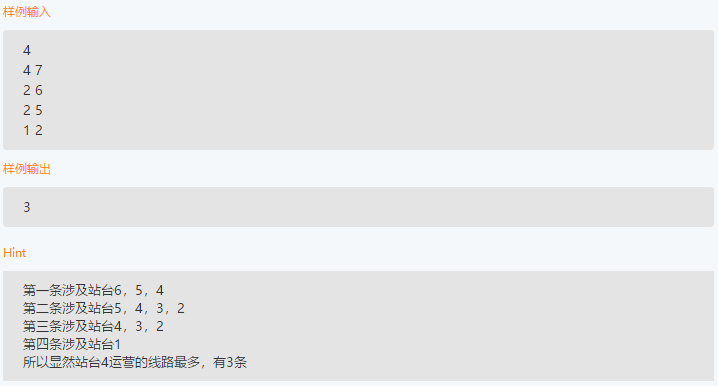 样例输入
4
4 7
2 6
2 5
1 2
样例输出
3
Hint
第一条涉及站台6，5，4
第二条涉及站台5，4，3，2
第三条涉及站台4，3，2
第四条涉及站台1
所以显然站台4运营的线路最多，有3条